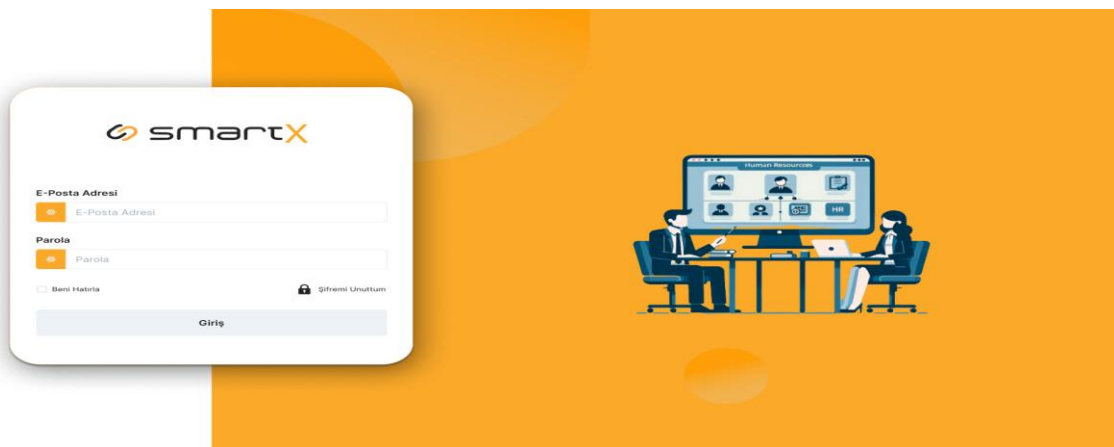 smartX
E-Posta Adresi
E-Posta Adresi
Parola
Parola
Beni Hatırla
Şifremi Unuttum
Giriş
Human Resources
HR